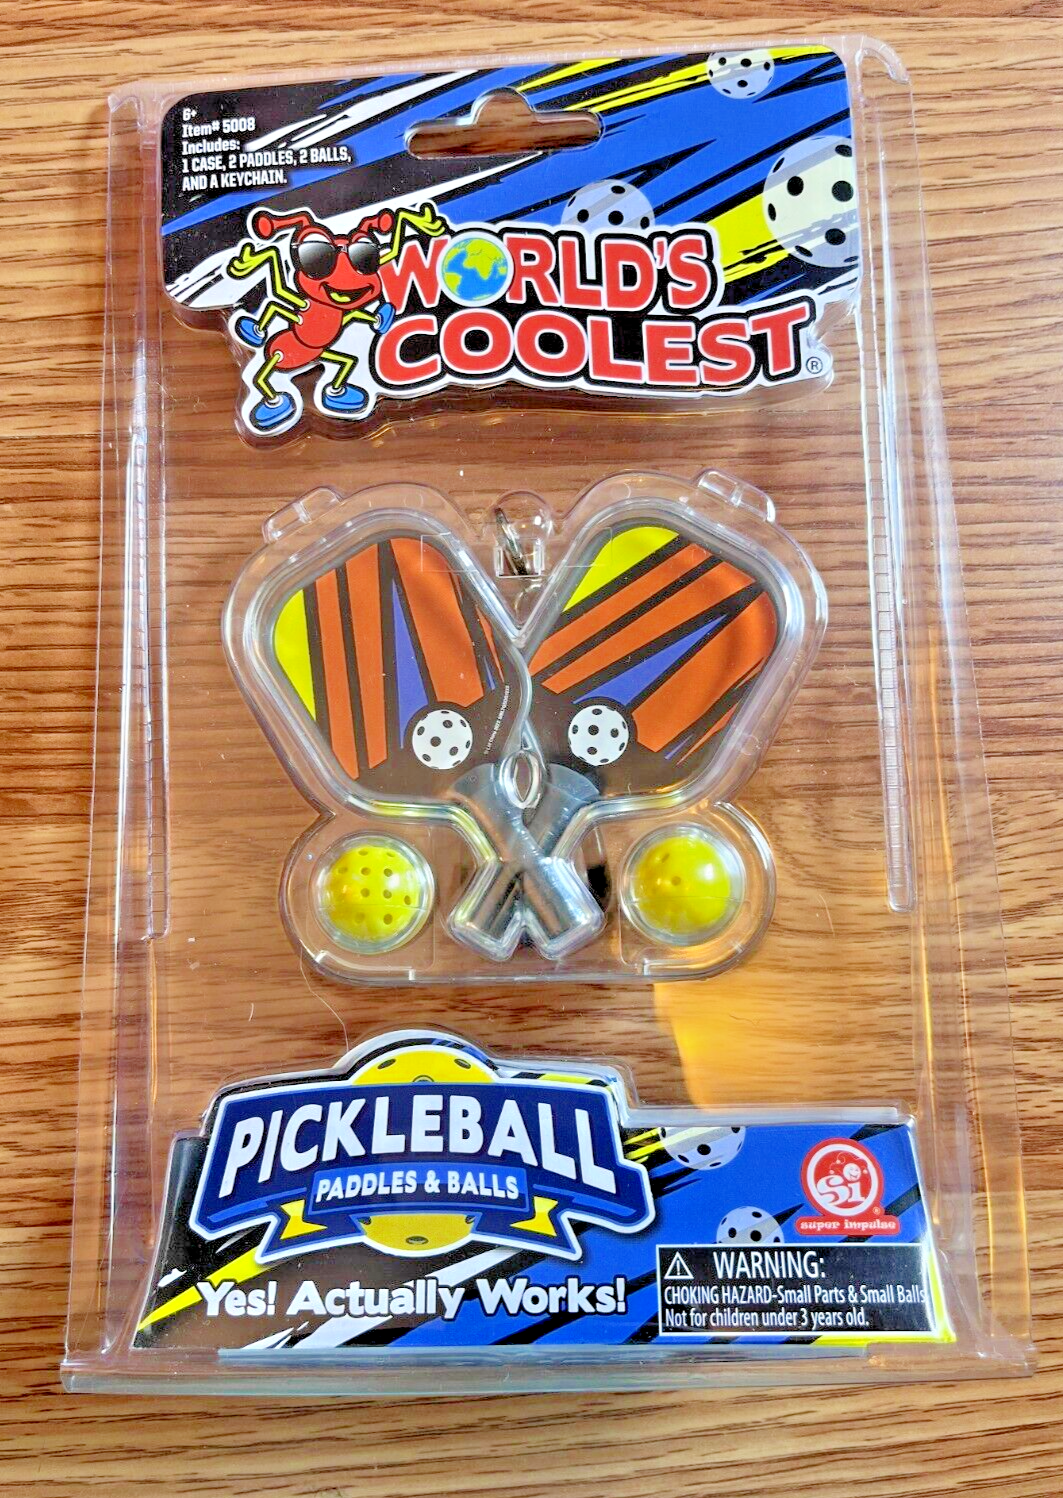 6+
Item# 5008
Includes:
1 CASE, 2 PADDLES, 2 BALLS,
AND A KEYCHAIN.
WORLD'S
COOLEST®
PICKLEBALL
PADDLES & BALLS
Yes! Actually Works!
Si®
super impulse
WARNING:
CHOKING HAZARD-Small Parts & Small Balls
Not for children under 3 years old.